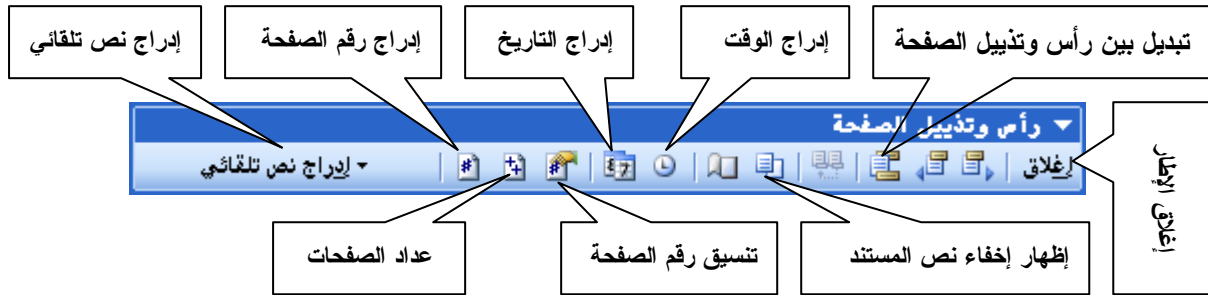 تبديل بين رأس وتذييل الصفحة
إدراج الوقت
إدراج التاريخ
إدراج رقم الصفحة
إدراج نص تلقائي
رأس وتذييل الصفحة
إغلاق
إدراج نص تلقائي
إغلاق الإطار
إظهار إخفاء نص المستند
تنسيق رقم الصفحة
عداد الصفحات